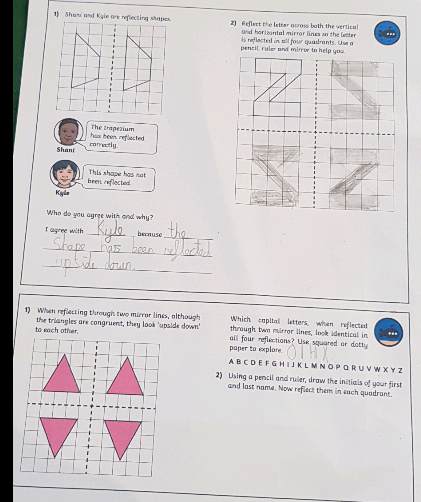 1) Shani and Kyle are reflecting shapes.
The trapezium
has been reflected
correctly.
Shani
This shape has not
been reflected.
Kyle
Who do you agree with and why?
I agree with Kyle because the
Shape has been reflected
upside down.
2) Reflect the letter across both the vertical
and horizontal mirror lines so the letter
is reflected in all four quadrants. Use a
pencil, ruler and mirror to help you.
1) When reflecting through two mirror lines, although
the triangles are congruent, they look 'upside down'
to each other.
Which capital letters, when reflected
through two mirror lines, look identical in
all four reflections? Use squared or dotty
paper to explore. O I H X
A B C D E F G H I J K L M N O P Q R U V W X Y Z
2) Using a pencil and ruler, draw the initials of your first
and last name. Now reflect them in each quadrant.